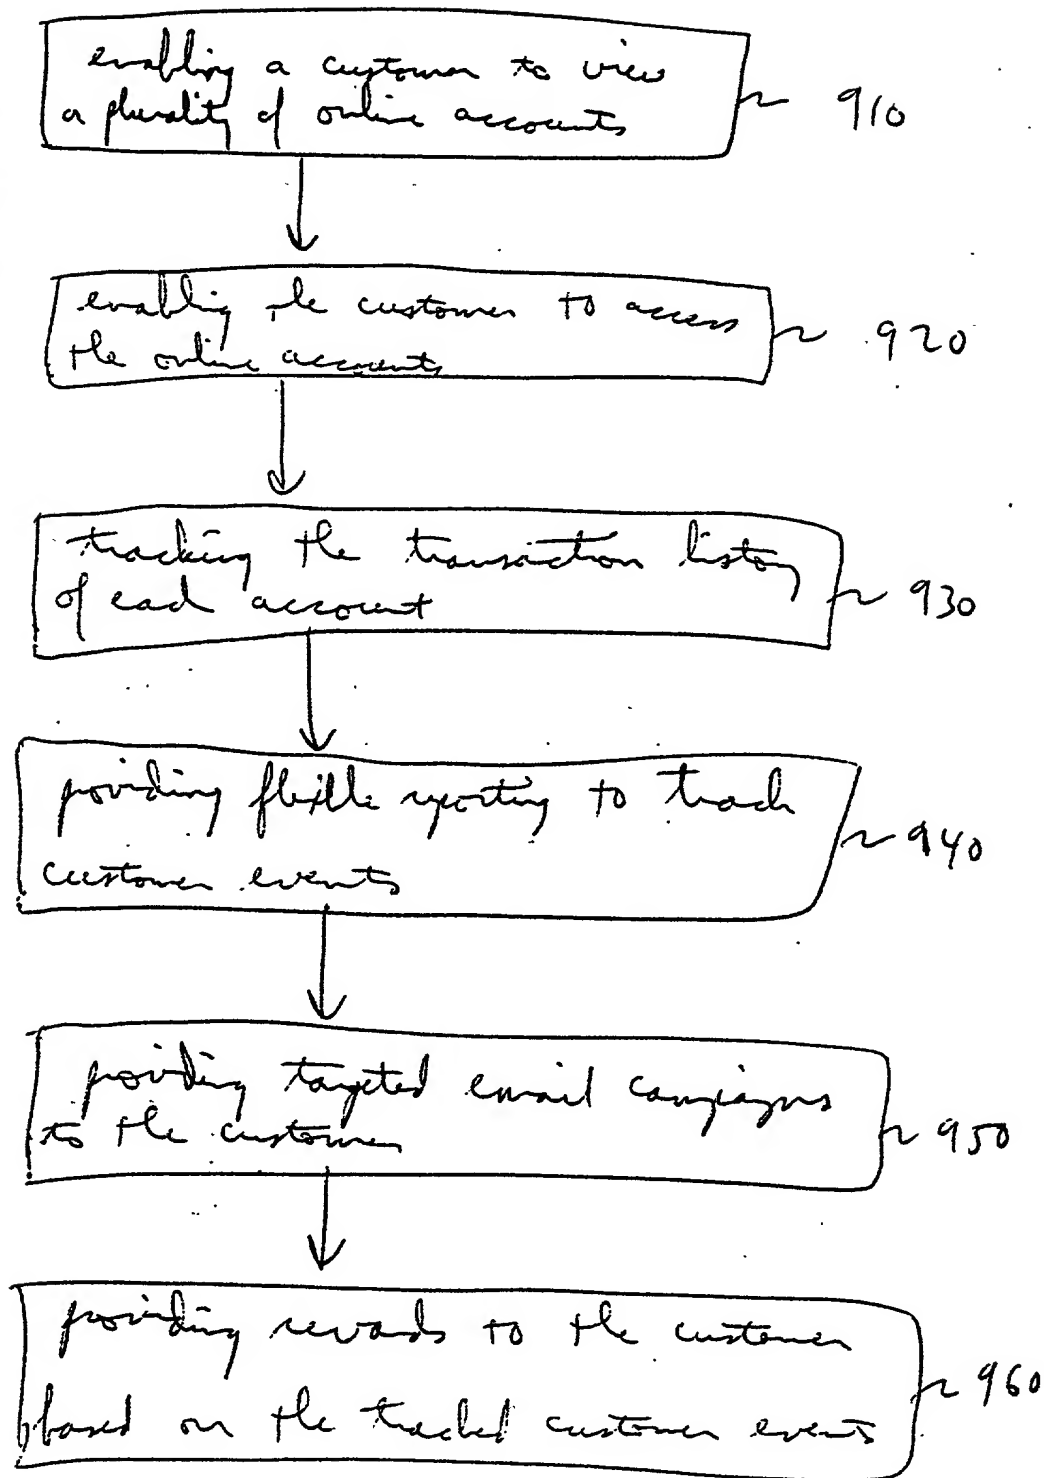 enabling a customer to view
a plurality of online accounts
910
enabling the customer to access
the online accounts
920
tracking the transaction history
of each account
930
providing flexible reporting to track
customer events
940
providing targeted email campaigns
to the customer
950
providing rewards to the customer
based on the tracked customer events
960